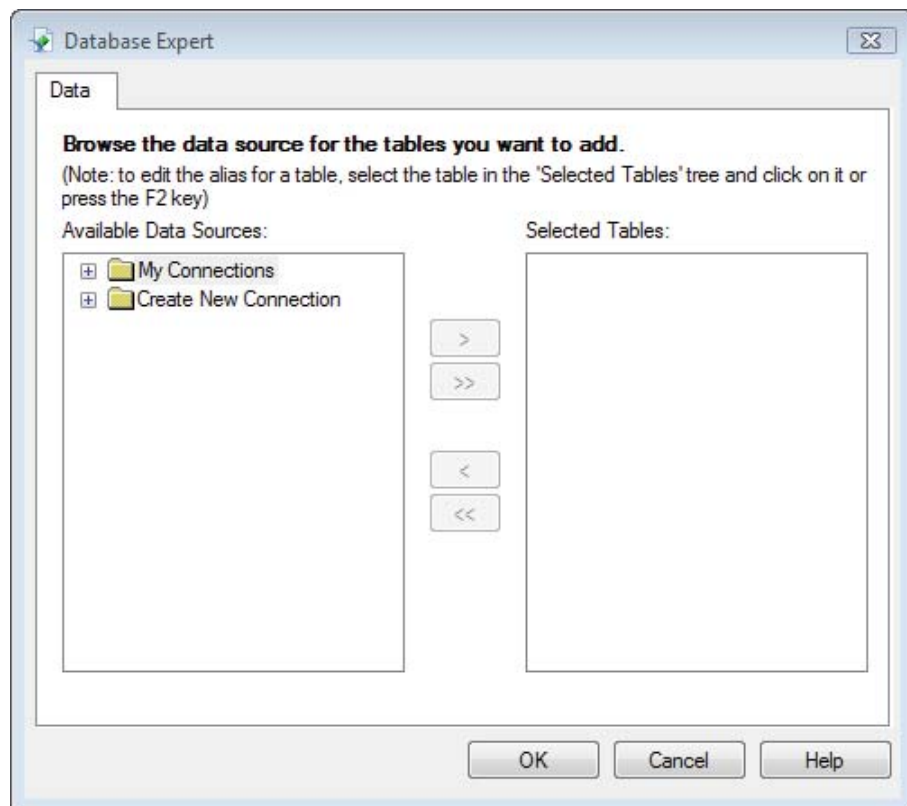 Database Expert
Data
Browse the data source for the tables you want to add.
(Note: to edit the alias for a table, select the table in the 'Selected Tables' tree and click on it or
press the F2 key)
Available Data Sources:
Selected Tables:
My Connections
Create New Connection
>
>>
<
<<
OK
Cancel
Help